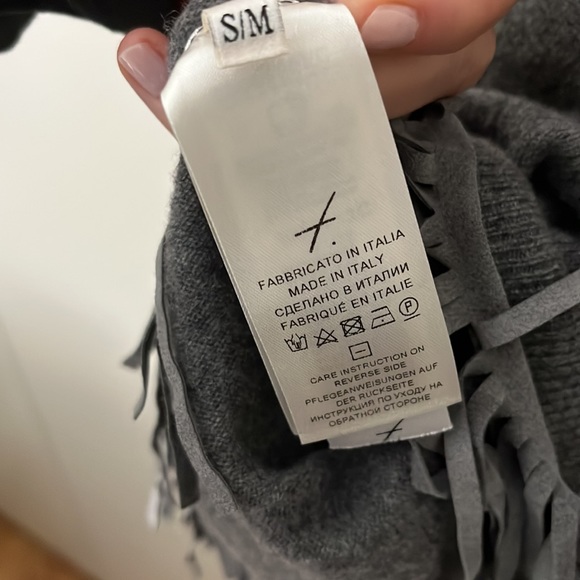 S/M
f.
FABBRICATO IN ITALIA
MADE IN ITALY
СДЕЛАНО В ИТАЛИИ
FABRIQUÉ EN ITALIE
P
CARE INSTRUCTION ON
REVERSE SIDE
PFLEGEANWEISUNGEN AUF
DER RUCKSEITE
ИНСТРУКЦИЯ ПО УХОДУ НА
ОБРАТНОЙ СТОРОНЕ